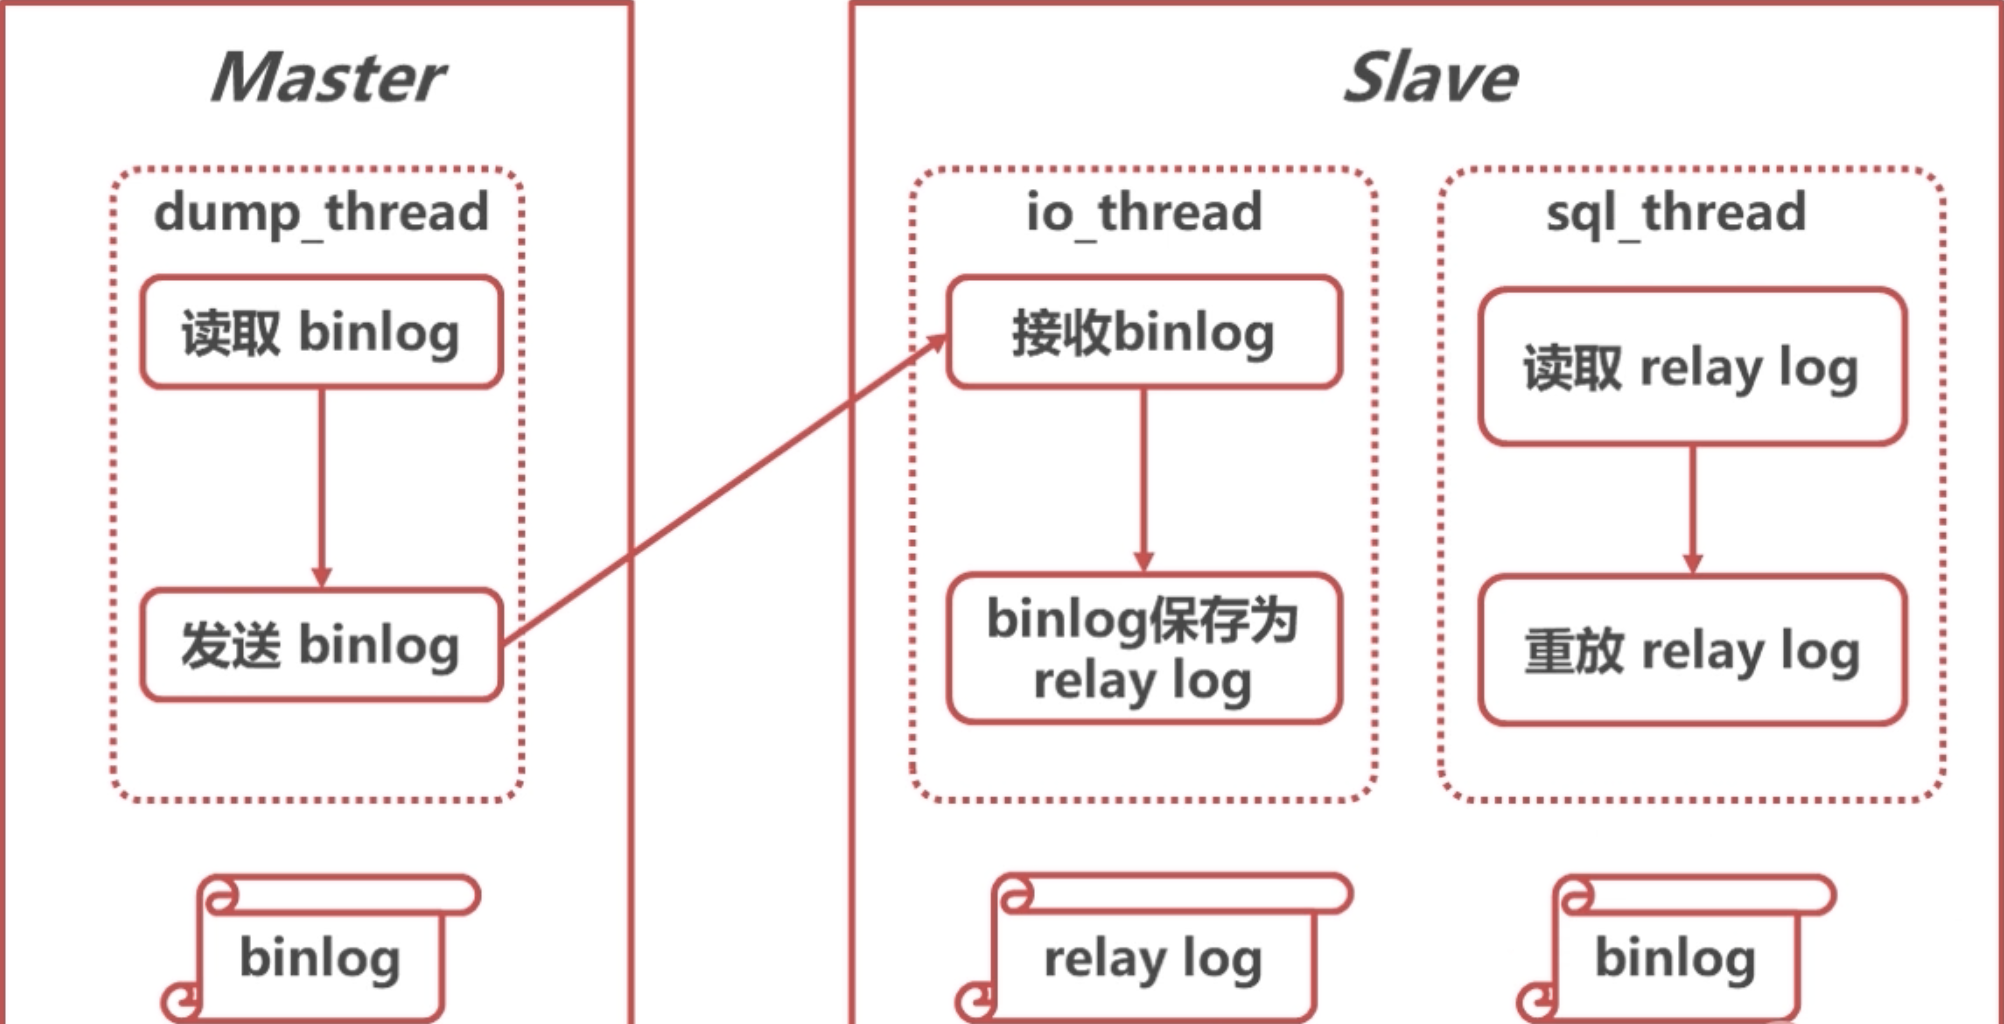 Master
dump_thread
读取 binlog
发送 binlog
binlog
Slave
io_thread
接收binlog
binlog保存为
relay log
relay log
sql_thread
读取 relay log
重放 relay log
binlog